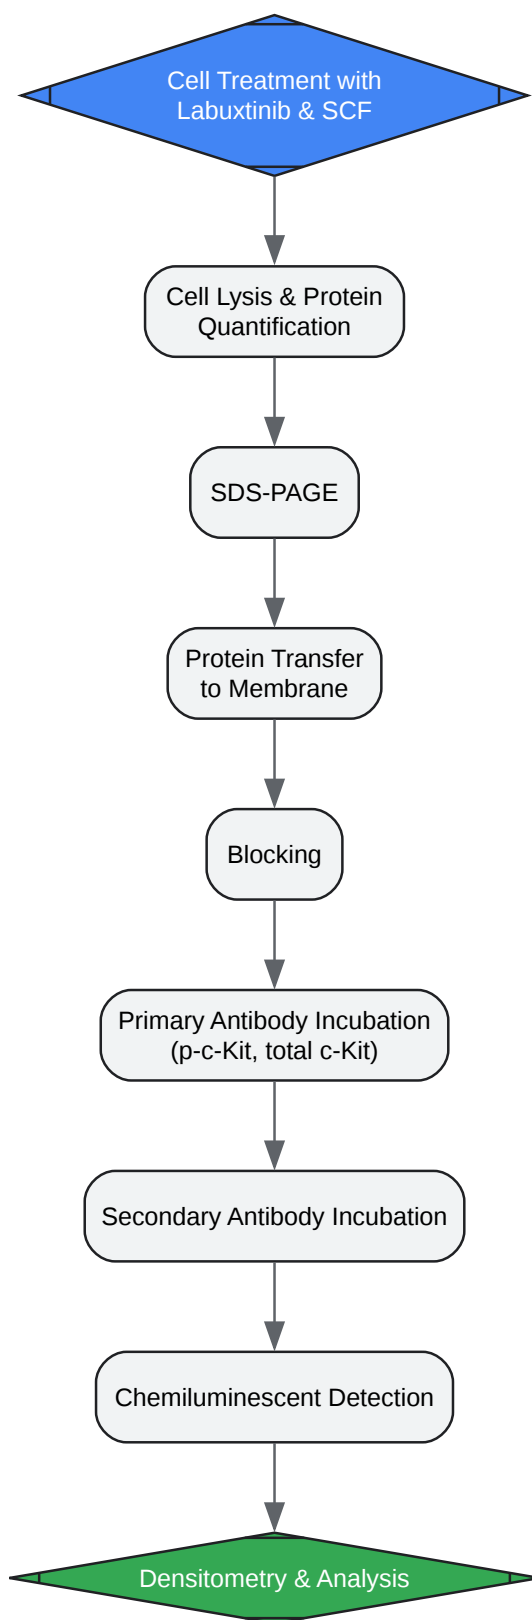 Cell Treatment with
Labuxtinib & SCF
Cell Lysis & Protein
Quantification
SDS-PAGE
Protein Transfer
to Membrane
Blocking
Primary Antibody Incubation
(p-c-Kit, total c-Kit)
Secondary Antibody Incubation
Chemiluminescent Detection
Densitometry & Analysis